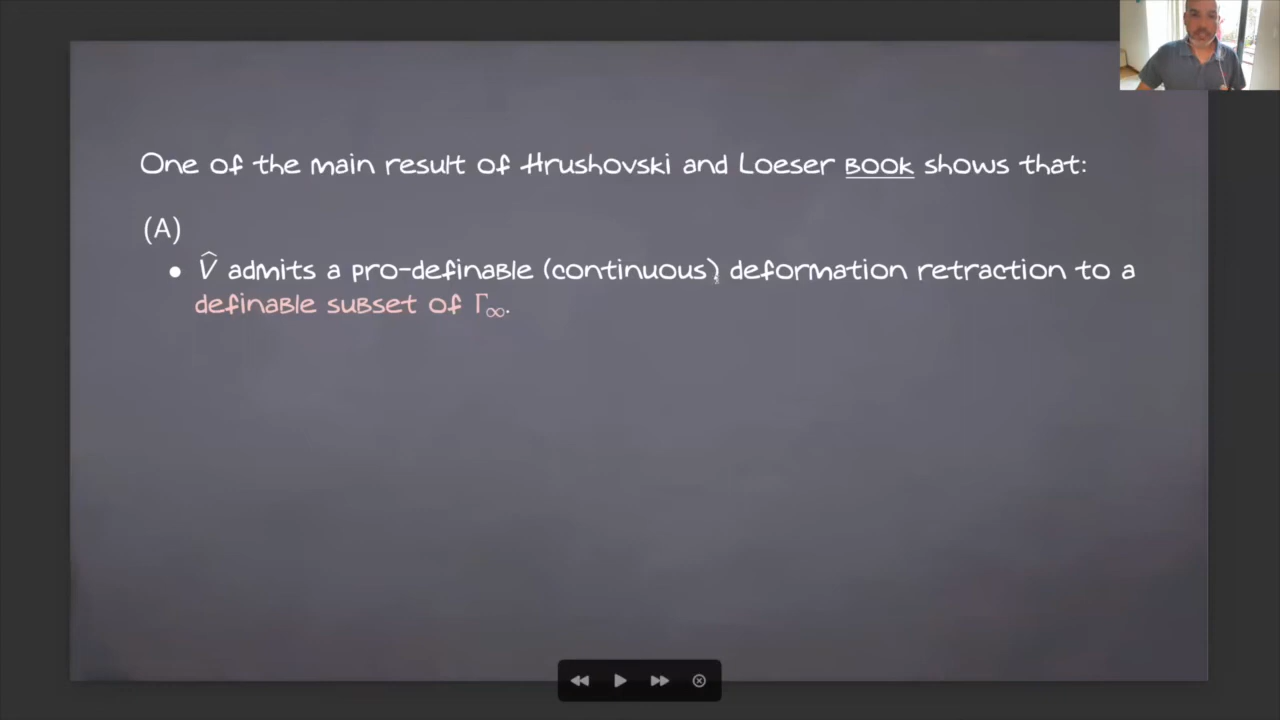 One of the main result of Hrushovski and Loeser book shows that:
(A)
• V̂ admits a pro-definable (continuous) deformation retraction to a
definable subset of Γ∞.